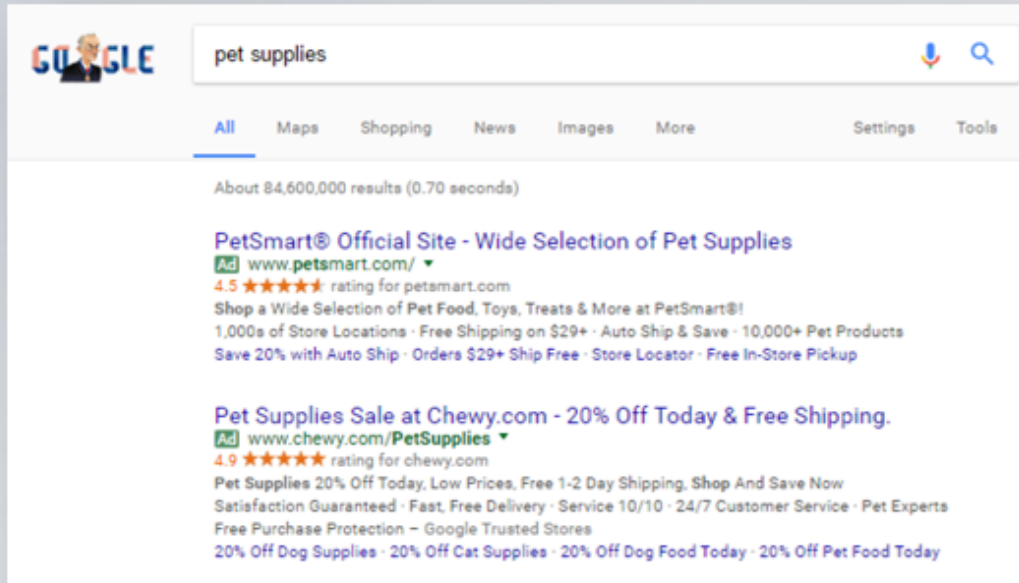 GOOGLE
pet supplies
All Maps Shopping News Images More Settings Tools
About 84,600,000 results (0.70 seconds)
PetSmart® Official Site - Wide Selection of Pet Supplies
Ad www.petsmart.com/
4.5 ★★★★★ rating for petsmart.com
Shop a Wide Selection of Pet Food, Toys, Treats & More at PetSmart®!
1,000s of Store Locations · Free Shipping on $29+ · Auto Ship & Save · 10,000+ Pet Products
Save 20% with Auto Ship · Orders $29+ Ship Free · Store Locator · Free In-Store Pickup
Pet Supplies Sale at Chewy.com - 20% Off Today & Free Shipping.
Ad www.chewy.com/PetSupplies
4.9 ★★★★★ rating for chewy.com
Pet Supplies 20% Off Today, Low Prices, Free 1-2 Day Shipping, Shop And Save Now
Satisfaction Guaranteed · Fast, Free Delivery · Service 10/10 · 24/7 Customer Service · Pet Experts
Free Purchase Protection – Google Trusted Stores
20% Off Dog Supplies · 20% Off Cat Supplies · 20% Off Dog Food Today · 20% Off Pet Food Today